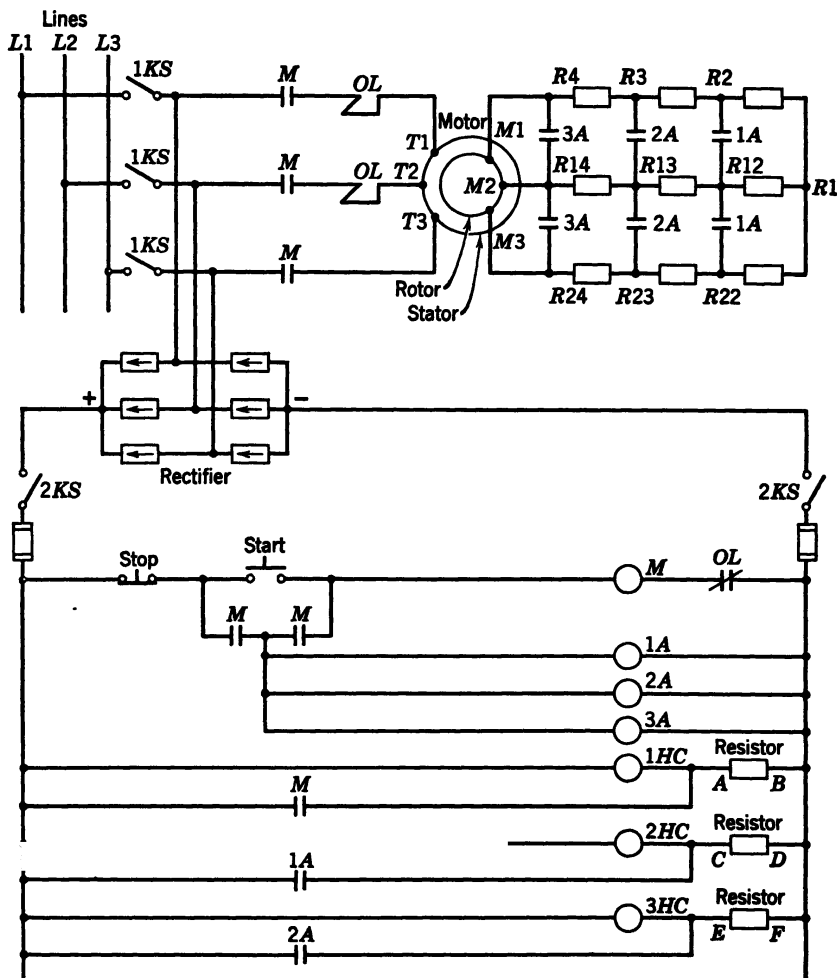 Lines
L1 L2 L3
1KS M OL R4 R3 R2
Motor M1 3A 2A 1A
T1
1KS M OL T2 M2 R14 R13 R12 R1
1KS M T3 M3 3A 2A 1A
Rotor
Stator
R24 R23 R22
+ −
Rectifier
2KS 2KS
Stop Start M OL
M M
1A
2A
3A
1HC Resistor
A B
M
2HC Resistor
C D
1A
3HC Resistor
E F
2A